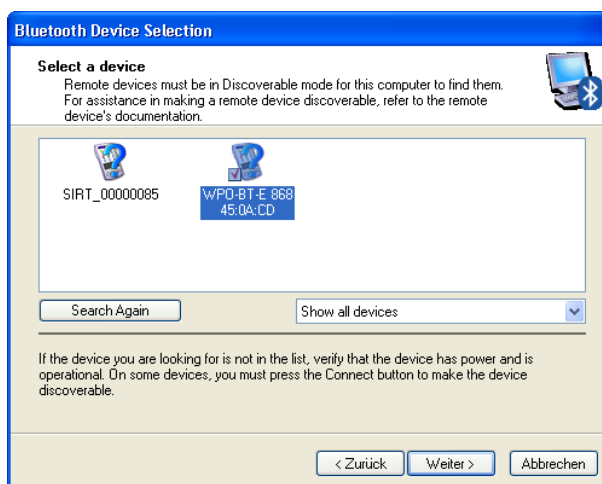 Bluetooth Device Selection
Select a device
Remote devices must be in Discoverable mode for this computer to find them.
For assistance in making a remote device discoverable, refer to the remote
device's documentation.
SIRT_00000085
WPO-BT-E 868
45:0A:CD
Search Again
Show all devices
If the device you are looking for is not in the list, verify that the device has power and is
operational. On some devices, you must press the Connect button to make the device
discoverable.
< Zurück
Weiter >
Abbrechen